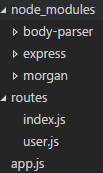 node_modules
body-parser
express
morgan
routes
index.js
user.js
app.js